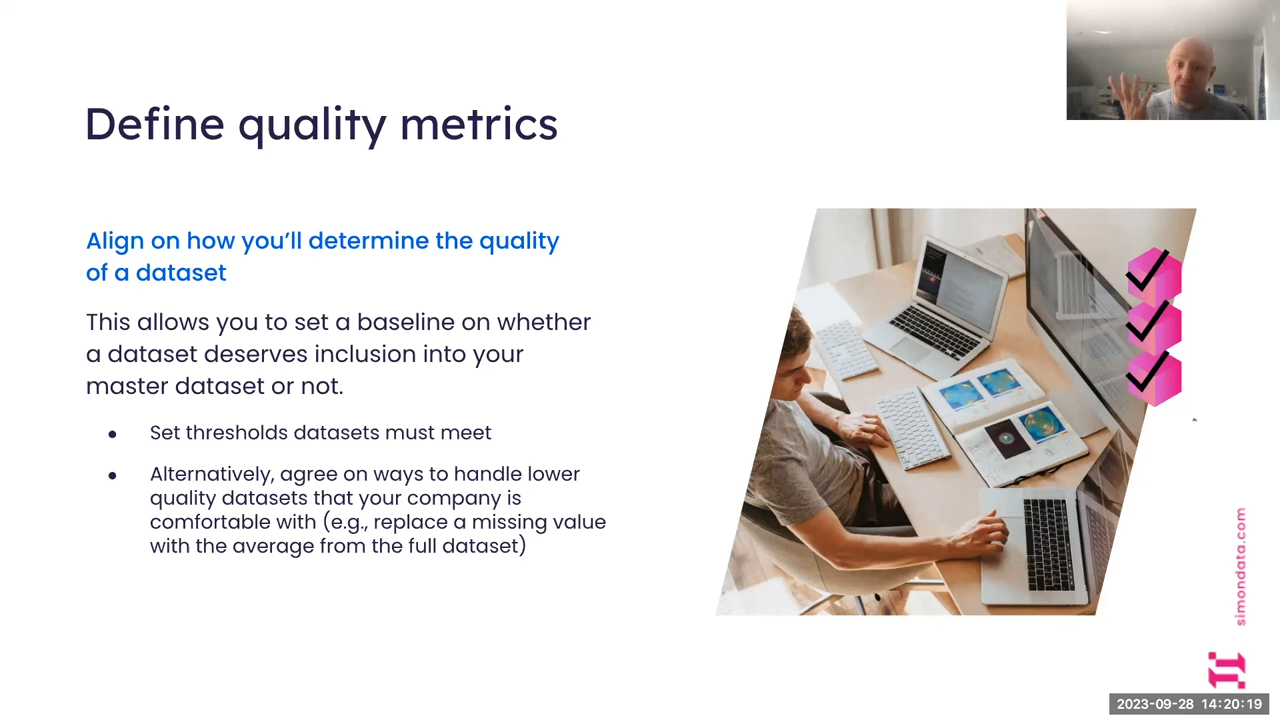 Define quality metrics
Align on how you’ll determine the quality
of a dataset
This allows you to set a baseline on whether
a dataset deserves inclusion into your
master dataset or not.
● Set thresholds datasets must meet
● Alternatively, agree on ways to handle lower
quality datasets that your company is
comfortable with (e.g., replace a missing value
with the average from the full dataset)
simondata.com
2023-09-28 14:20:19